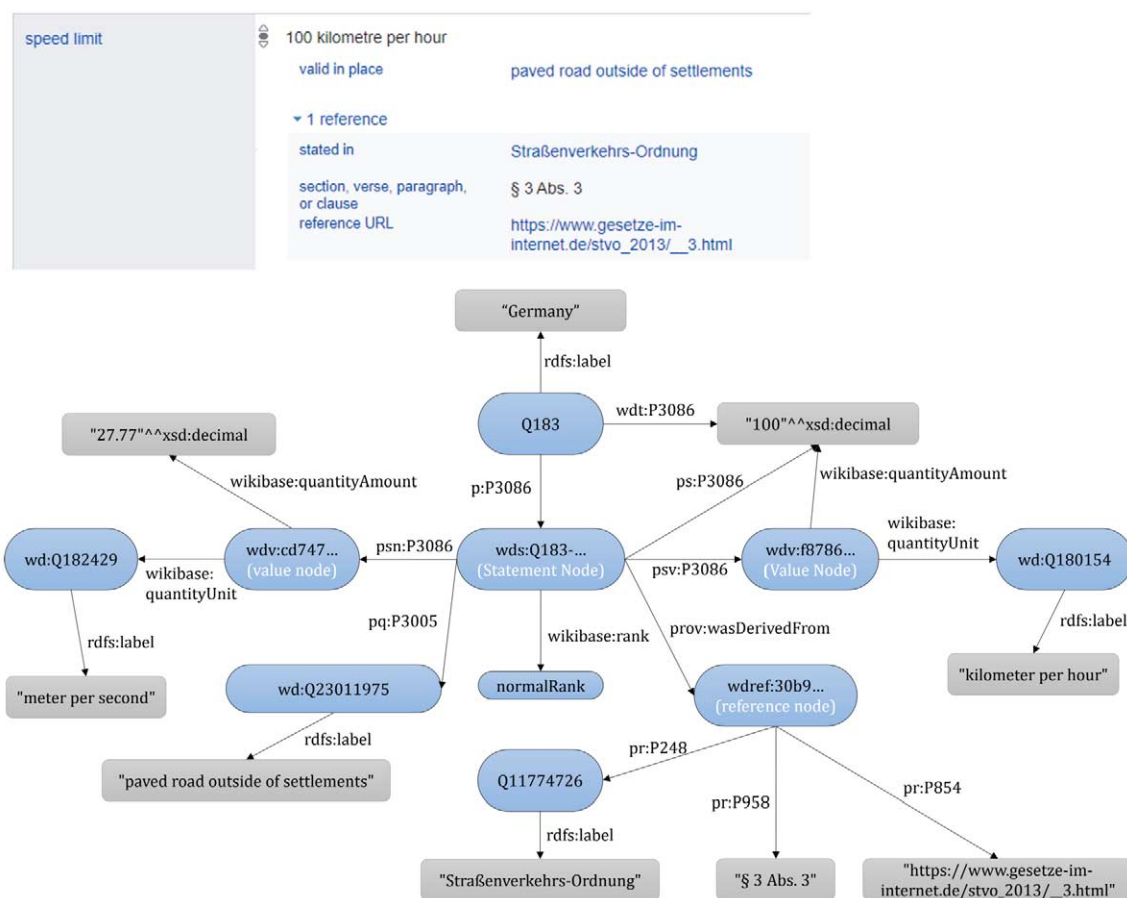 speed limit
100 kilometre per hour
valid in place
paved road outside of settlements
1 reference
stated in
Straßenverkehrs-Ordnung
section, verse, paragraph,
or clause
§ 3 Abs. 3
reference URL
https://www.gesetze-im-
internet.de/stvo_2013/__3.html
"Germany"
rdfs:label
Q183
wdt:P3086
"27.77"^^xsd:decimal
"100"^^xsd:decimal
wikibase:quantityAmount
p:P3086
ps:P3086
wikibase:quantityAmount
wd:Q182429
wikibase:
quantityUnit
wdv:cd747...
(value node)
psn:P3086
wds:Q183-...
(Statement Node)
psv:P3086
wdv:f8786...
(Value Node)
wikibase:
quantityUnit
wd:Q180154
rdfs:label
pq:P3005
wikibase:rank
prov:wasDerivedFrom
rdfs:label
"meter per second"
wd:Q23011975
normalRank
wdref:30b9...
(reference node)
"kilometer per hour"
rdfs:label
"paved road outside of settlements"
Q11774726
pr:P248
pr:P958
pr:P854
rdfs:label
"Straßenverkehrs-Ordnung"
"§ 3 Abs. 3"
"https://www.gesetze-im-
internet.de/stvo_2013/__3.html"